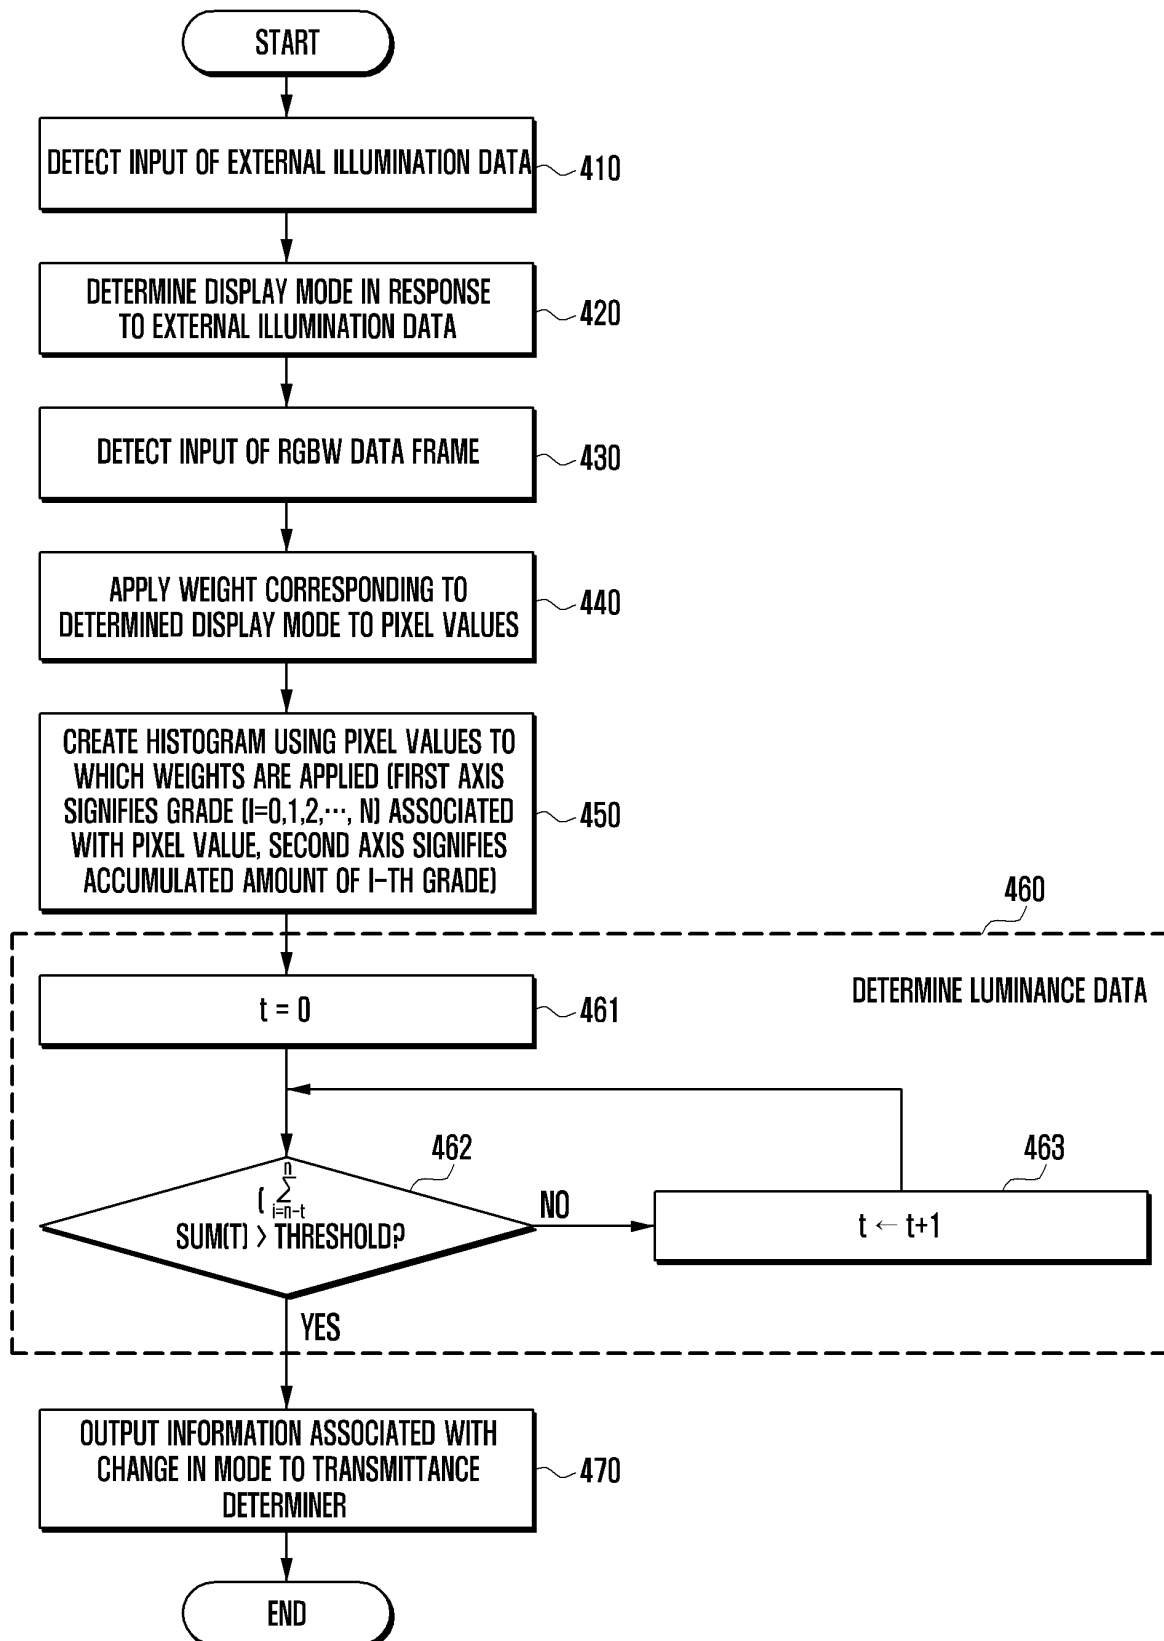 START
DETECT INPUT OF EXTERNAL ILLUMINATION DATA
410
DETERMINE DISPLAY MODE IN RESPONSE
TO EXTERNAL ILLUMINATION DATA
420
DETECT INPUT OF RGBW DATA FRAME
430
APPLY WEIGHT CORRESPONDING TO
DETERMINED DISPLAY MODE TO PIXEL VALUES
440
CREATE HISTOGRAM USING PIXEL VALUES TO
WHICH WEIGHTS ARE APPLIED (FIRST AXIS
SIGNIFIES GRADE (I=0,1,2,···, N) ASSOCIATED
WITH PIXEL VALUE, SECOND AXIS SIGNIFIES
ACCUMULATED AMOUNT OF I-TH GRADE)
450
460
DETERMINE LUMINANCE DATA
t = 0
461
462
n
( ∑
i=n-t
SUM(T) > THRESHOLD?
NO
463
t ← t+1
YES
OUTPUT INFORMATION ASSOCIATED WITH
CHANGE IN MODE TO TRANSMITTANCE
DETERMINER
470
END